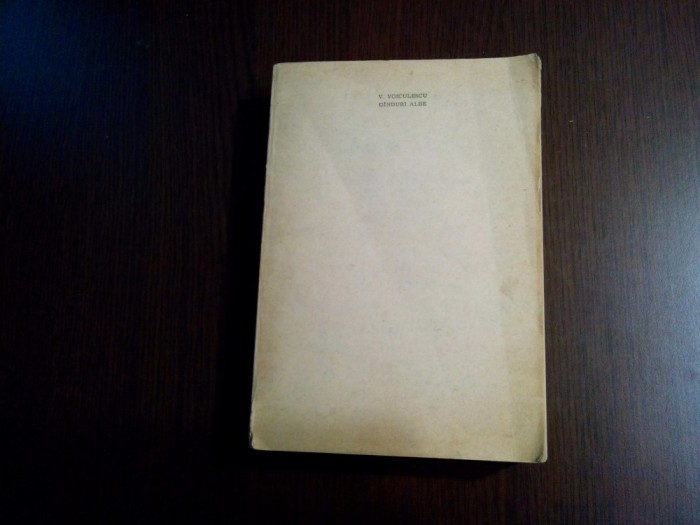 V. VOICULESCU
GÎNDURI ALBE